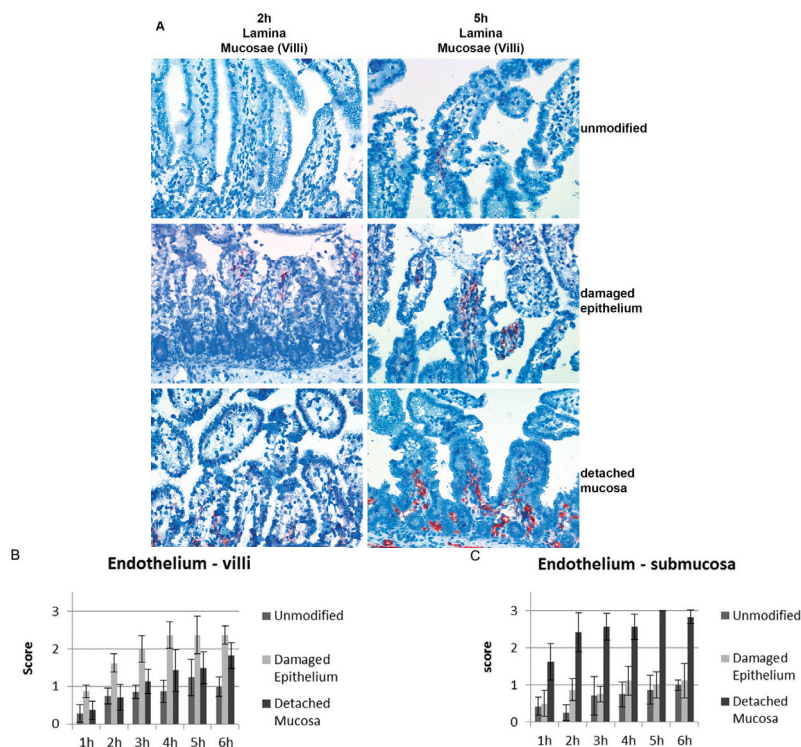 A
2h
Lamina
Mucosae (Villi)
5h
Lamina
Mucosae (Villi)
unmodified
damaged
epithelium
detached
mucosa
B
Endothelium - villi
Score
3
2
1
0
1h 2h 3h 4h 5h 6h
Unmodified
Damaged
Epithelium
Detached
Mucosa
C
Endothelium - submucosa
score
3
2
1
0
1h 2h 3h 4h 5h 6h
Unmodified
Damaged
Epithelium
Detached
Mucosa